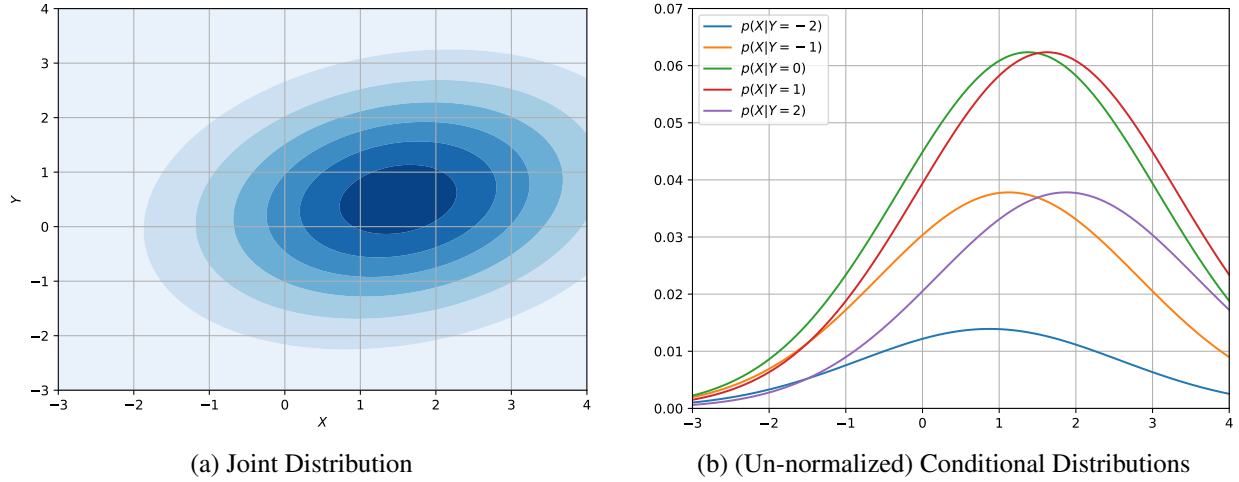 4
3
2
1
0
−1
−2
−3
Y
−3 −2 −1 0 1 2 3 4
X
(a) Joint Distribution
0.07
0.06
0.05
0.04
0.03
0.02
0.01
0.00
p(X|Y = −2)
p(X|Y = −1)
p(X|Y = 0)
p(X|Y = 1)
p(X|Y = 2)
−3 −2 −1 0 1 2 3 4
(b) (Un-normalized) Conditional Distributions